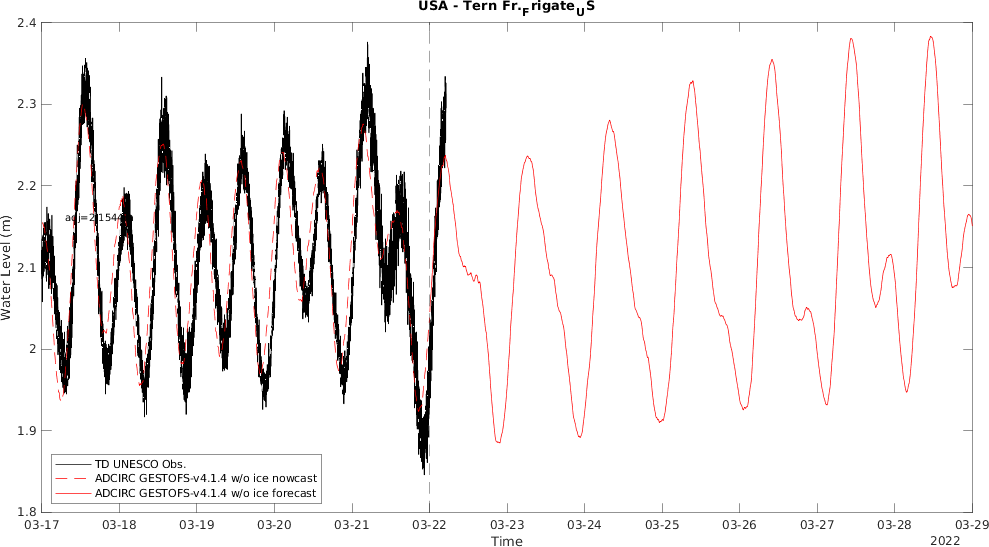 USA - Tern Fr.FrigateUS
2.4
2.3
2.2
2.1
2
1.9
1.8
Water Level (m)
adj=2.1544
TD UNESCO Obs.
ADCIRC GESTOFS-v4.1.4 w/o ice nowcast
ADCIRC GESTOFS-v4.1.4 w/o ice forecast
03-17 03-18 03-19 03-20 03-21 03-22 03-23 03-24 03-25 03-26 03-27 03-28 03-29
Time
2022